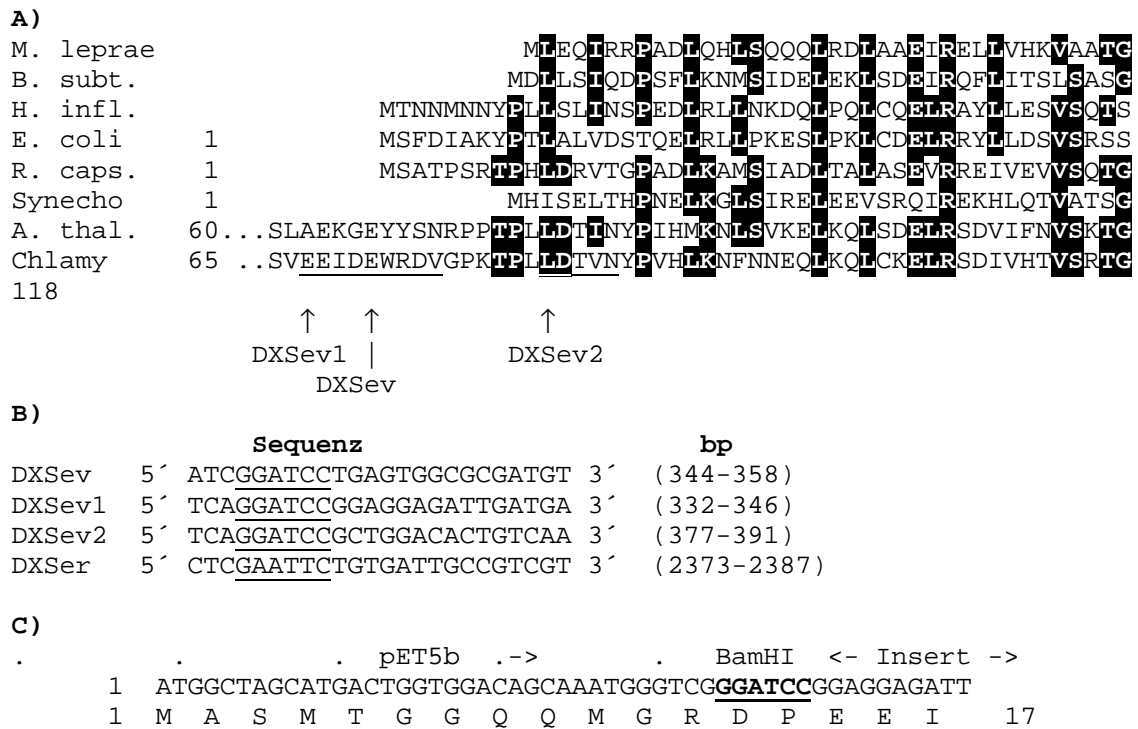 A)
M. leprae MLEQIRRPADLQHLSQQQLRDLAAEIRELLVHKVAATG
B. subt. MDLLSIQDPSFLKNMSIDELEKLSDEIRQFLITSLSASG
H. infl. MTNNMNNYPLLSLINSPEDLRLLNKDQLPQLCQELRAYLLESVSQTS
E. coli 1 MSFDIAKYPTLALVDSTQELRLLPKESLPKLCDELRRYLLDSVSRSS
R. caps. 1 MSATPSRTPHLDRVTGPADLKAMSIADLTALASEVRREIVEVVSQTG
Synecho 1 MHISELTHPNELKGLSIRELEEVSRQIREKHLQTVATSG
A. thal. 60...SLAEKGEYYSNRPPTPLLDTINYPIHMKNLSVKELKQLSDELRSDVIFNVSKTG
Chlamy 65 ..SVEEIDEWRDVGPKTPLLDTVNYPVHLKNFNNEQLKQLCKELRSDIVHTVSRTG
118
↑ ↑ ↑
DXSev1 | DXSev2
DXSev
B)
Sequenz bp
DXSev 5´ ATCGGATCCTGAGTGGCGCGATGT 3´ (344-358)
DXSev1 5´ TCAGGATCCGGAGGAGATTGATGA 3´ (332-346)
DXSev2 5´ TCAGGATCCGCTGGACACTGTCAA 3´ (377-391)
DXSer 5´ CTCGAATTCTGTGATTGCCGTCGT 3´ (2373-2387)
C)
. . . pET5b .-> . BamHI <- Insert ->
1 ATGGCTAGCATGACTGGTGGACAGCAAATGGGTCGGGATCCGGAGGAGATT
1 M A S M T G G Q Q M G R D P E E I 17